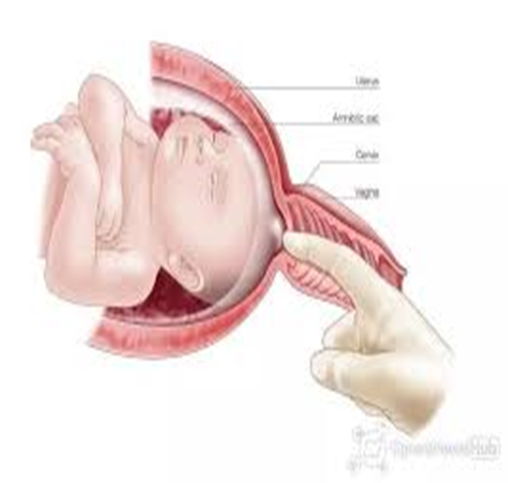 Uterus
Amniotic sac
Cervix
Vagina